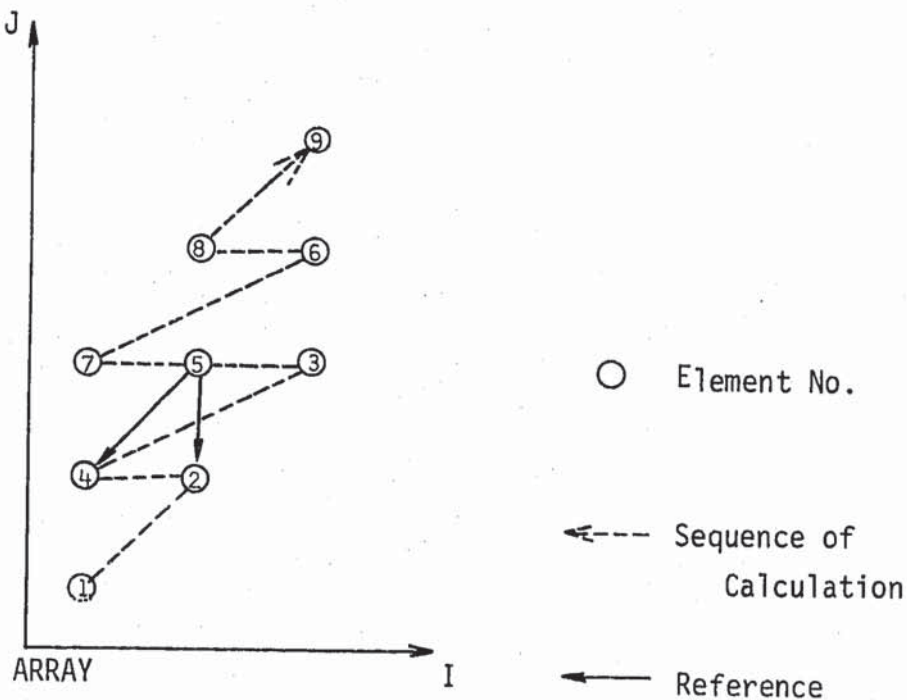 J
9
8 6
7 5 3
Element No.
4 2
Sequence of
Calculation
1
ARRAY
I
Reference